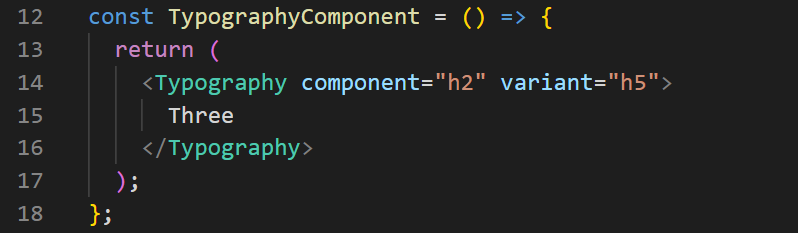 12 const TypographyComponent = () => {
13 return (
14 <Typography component="h2" variant="h5">
15 Three
16 </Typography>
17 );
18 };